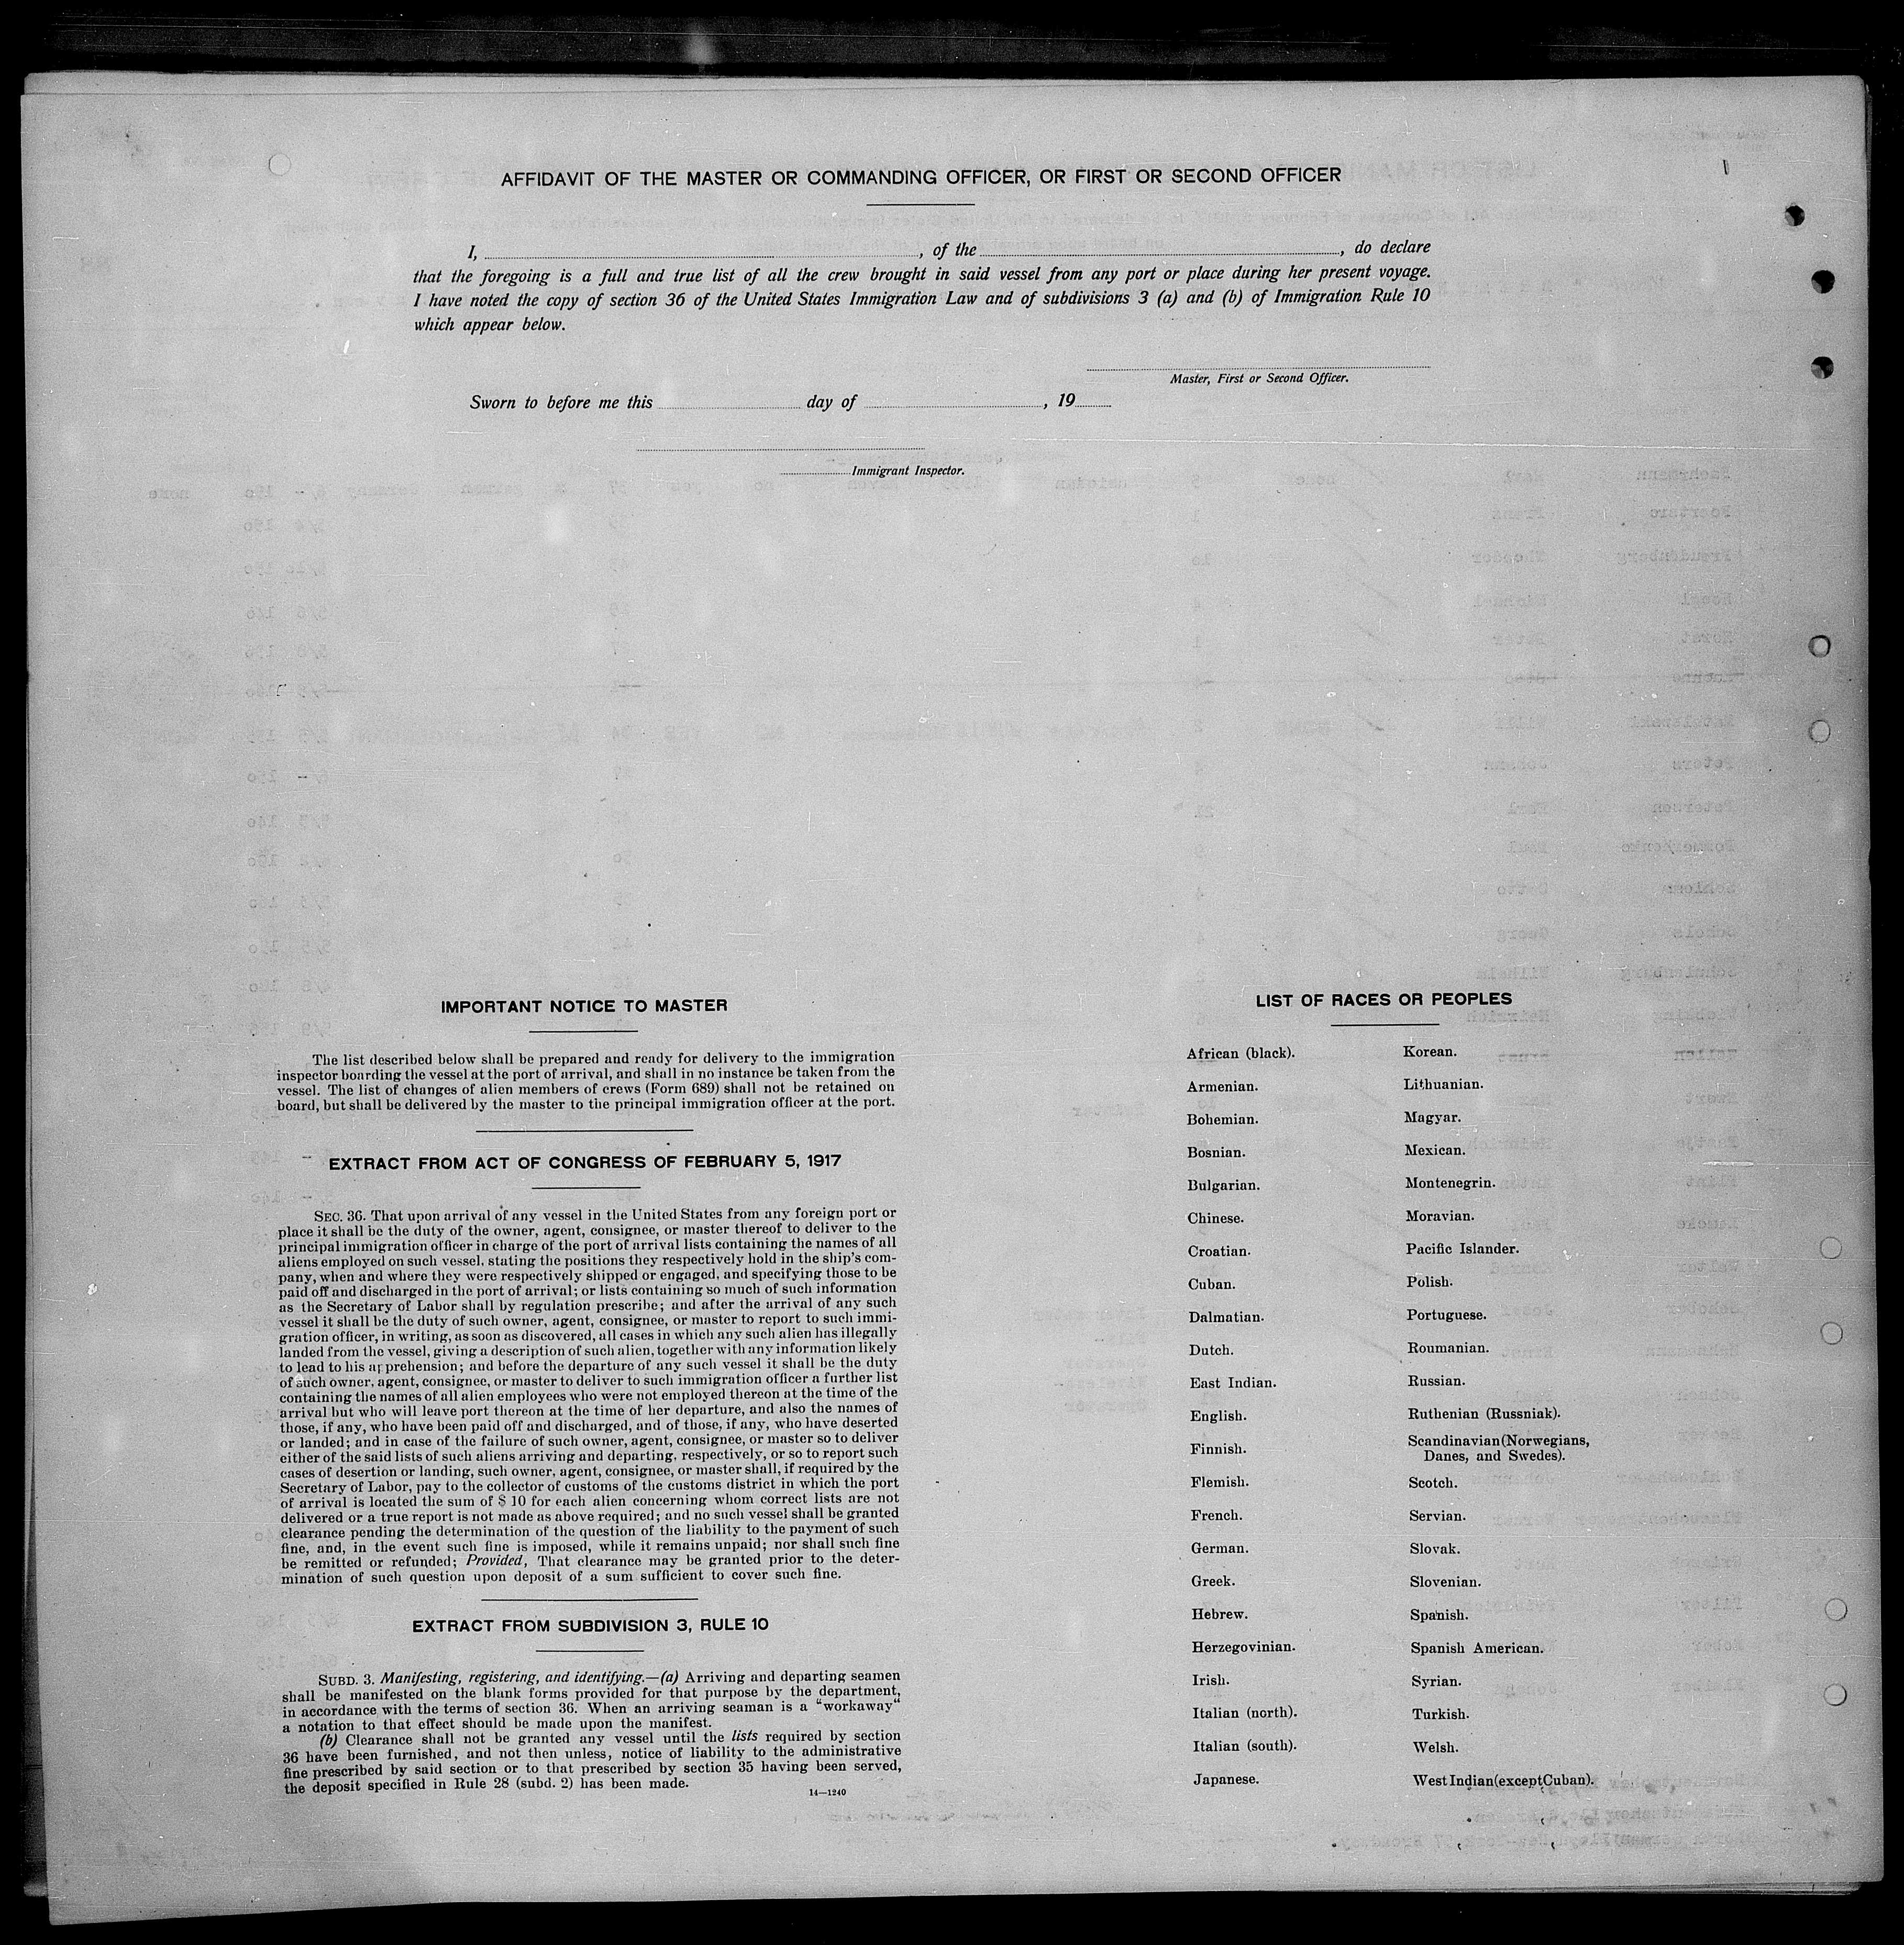 AFFIDAVIT OF THE MASTER OR COMMANDING OFFICER, OR FIRST OR SECOND OFFICER
I, , of the , do declare
that the foregoing is a full and true list of all the crew brought in said vessel from any port or place during her present voyage.
I have noted the copy of section 36 of the United States Immigration Law and of subdivisions 3 (a) and (b) of Immigration Rule 10
which appear below.
Master, First or Second Officer.
Sworn to before me this day of , 19
Immigrant Inspector.
IMPORTANT NOTICE TO MASTER
The list described below shall be prepared and ready for delivery to the immigration
inspector boarding the vessel at the port of arrival, and shall in no instance be taken from the
vessel. The list of changes of alien members of crews (Form 689) shall not be retained on
board, but shall be delivered by the master to the principal immigration officer at the port.
EXTRACT FROM ACT OF CONGRESS OF FEBRUARY 5, 1917
SEC. 36. That upon arrival of any vessel in the United States from any foreign port or
place it shall be the duty of the owner, agent, consignee, or master thereof to deliver to the
principal immigration officer in charge of the port of arrival lists containing the names of all
aliens employed on such vessel, stating the positions they respectively hold in the ship's com-
pany, when and where they were respectively shipped or engaged, and specifying those to be
paid off and discharged in the port of arrival; or lists containing so much of such information
as the Secretary of Labor shall by regulation prescribe; and after the arrival of any such
vessel it shall be the duty of such owner, agent, consignee, or master to report to such immi-
gration officer, in writing, as soon as discovered, all cases in which any such alien has illegally
landed from the vessel, giving a description of such alien, together with any information likely
to lead to his apprehension; and before the departure of any such vessel it shall be the duty
of such owner, agent, consignee, or master to deliver to such immigration officer a further list
containing the names of all alien employees who were not employed thereon at the time of the
arrival but who will leave port thereon at the time of her departure, and also the names of
those, if any, who have been paid off and discharged, and of those, if any, who have deserted
or landed; and in case of the failure of such owner, agent, consignee, or master so to deliver
either of the said lists of such aliens arriving and departing, respectively, or so to report such
cases of desertion or landing, such owner, agent, consignee, or master shall, if required by the
Secretary of Labor, pay to the collector of customs of the customs district in which the port
of arrival is located the sum of $ 10 for each alien concerning whom correct lists are not
delivered or a true report is not made as above required; and no such vessel shall be granted
clearance pending the determination of the question of the liability to the payment of such
fine, and, in the event such fine is imposed, while it remains unpaid; nor shall such fine
be remitted or refunded; Provided, That clearance may be granted prior to the deter-
mination of such question upon deposit of a sum sufficient to cover such fine.
EXTRACT FROM SUBDIVISION 3, RULE 10
SUBD. 3. Manifesting, registering, and identifying.—(a) Arriving and departing seamen
shall be manifested on the blank forms provided for that purpose by the department,
in accordance with the terms of section 36. When an arriving seaman is a “workaway“
a notation to that effect should be made upon the manifest.
(b) Clearance shall not be granted any vessel until the lists required by section
36 have been furnished, and not then unless, notice of liability to the administrative
fine prescribed by said section or to that prescribed by section 35 having been served,
the deposit specified in Rule 28 (subd. 2) has been made.
14—1240
LIST OF RACES OR PEOPLES
African (black).
Armenian.
Bohemian.
Bosnian.
Bulgarian.
Chinese.
Croatian.
Cuban.
Dalmatian.
Dutch.
East Indian.
English.
Finnish.
Flemish.
French.
German.
Greek.
Hebrew.
Herzegovinian.
Irish.
Italian (north).
Italian (south).
Japanese.
Korean.
Lithuanian.
Magyar.
Mexican.
Montenegrin.
Moravian.
Pacific Islander.
Polish.
Portuguese.
Roumanian.
Russian.
Ruthenian (Russniak).
Scandinavian (Norwegians,
Danes, and Swedes).
Scotch.
Servian.
Slovak.
Slovenian.
Spanish.
Spanish American.
Syrian.
Turkish.
Welsh.
West Indian (except Cuban).